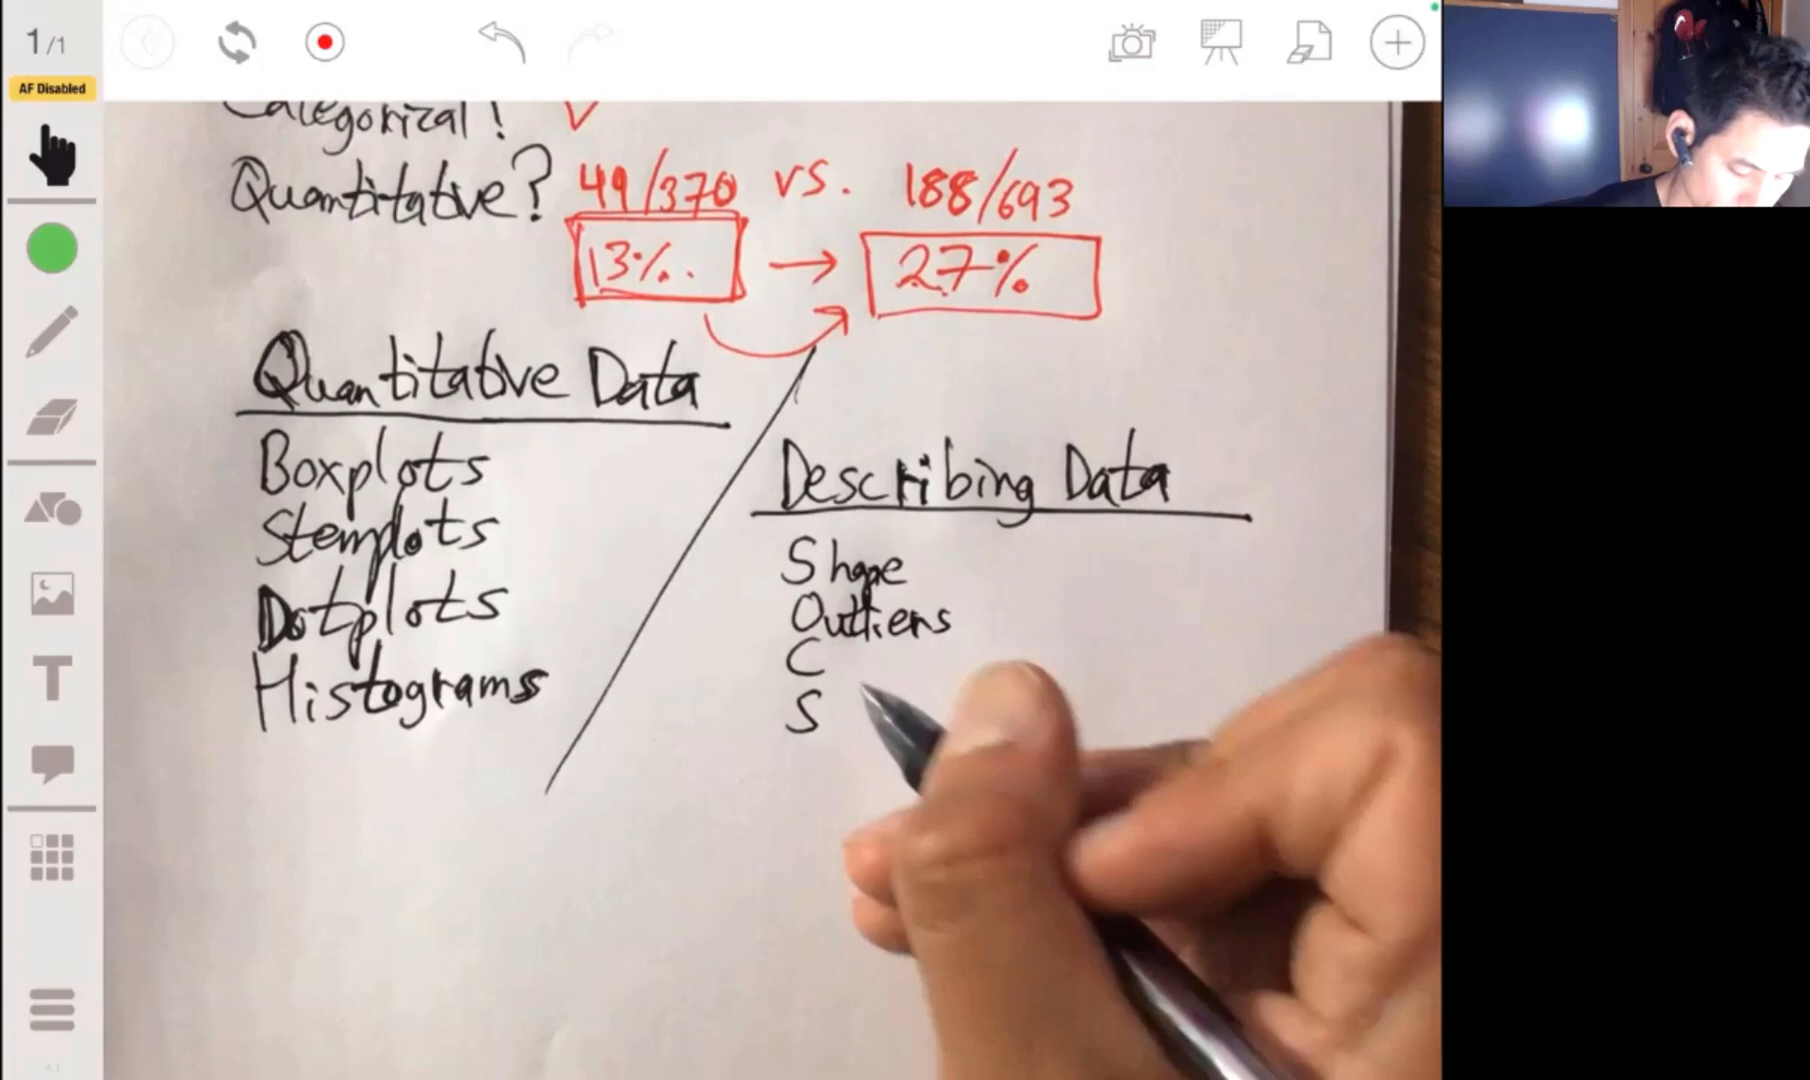 1/1
AF Disabled
Categorical!
Quantitative? 49/370 vs. 188/693
13%. → 27%
Quantitative Data
Boxplots
Stemplots
Dotplots
Histograms
Describing Data
Shape
Outliers
C
S
T